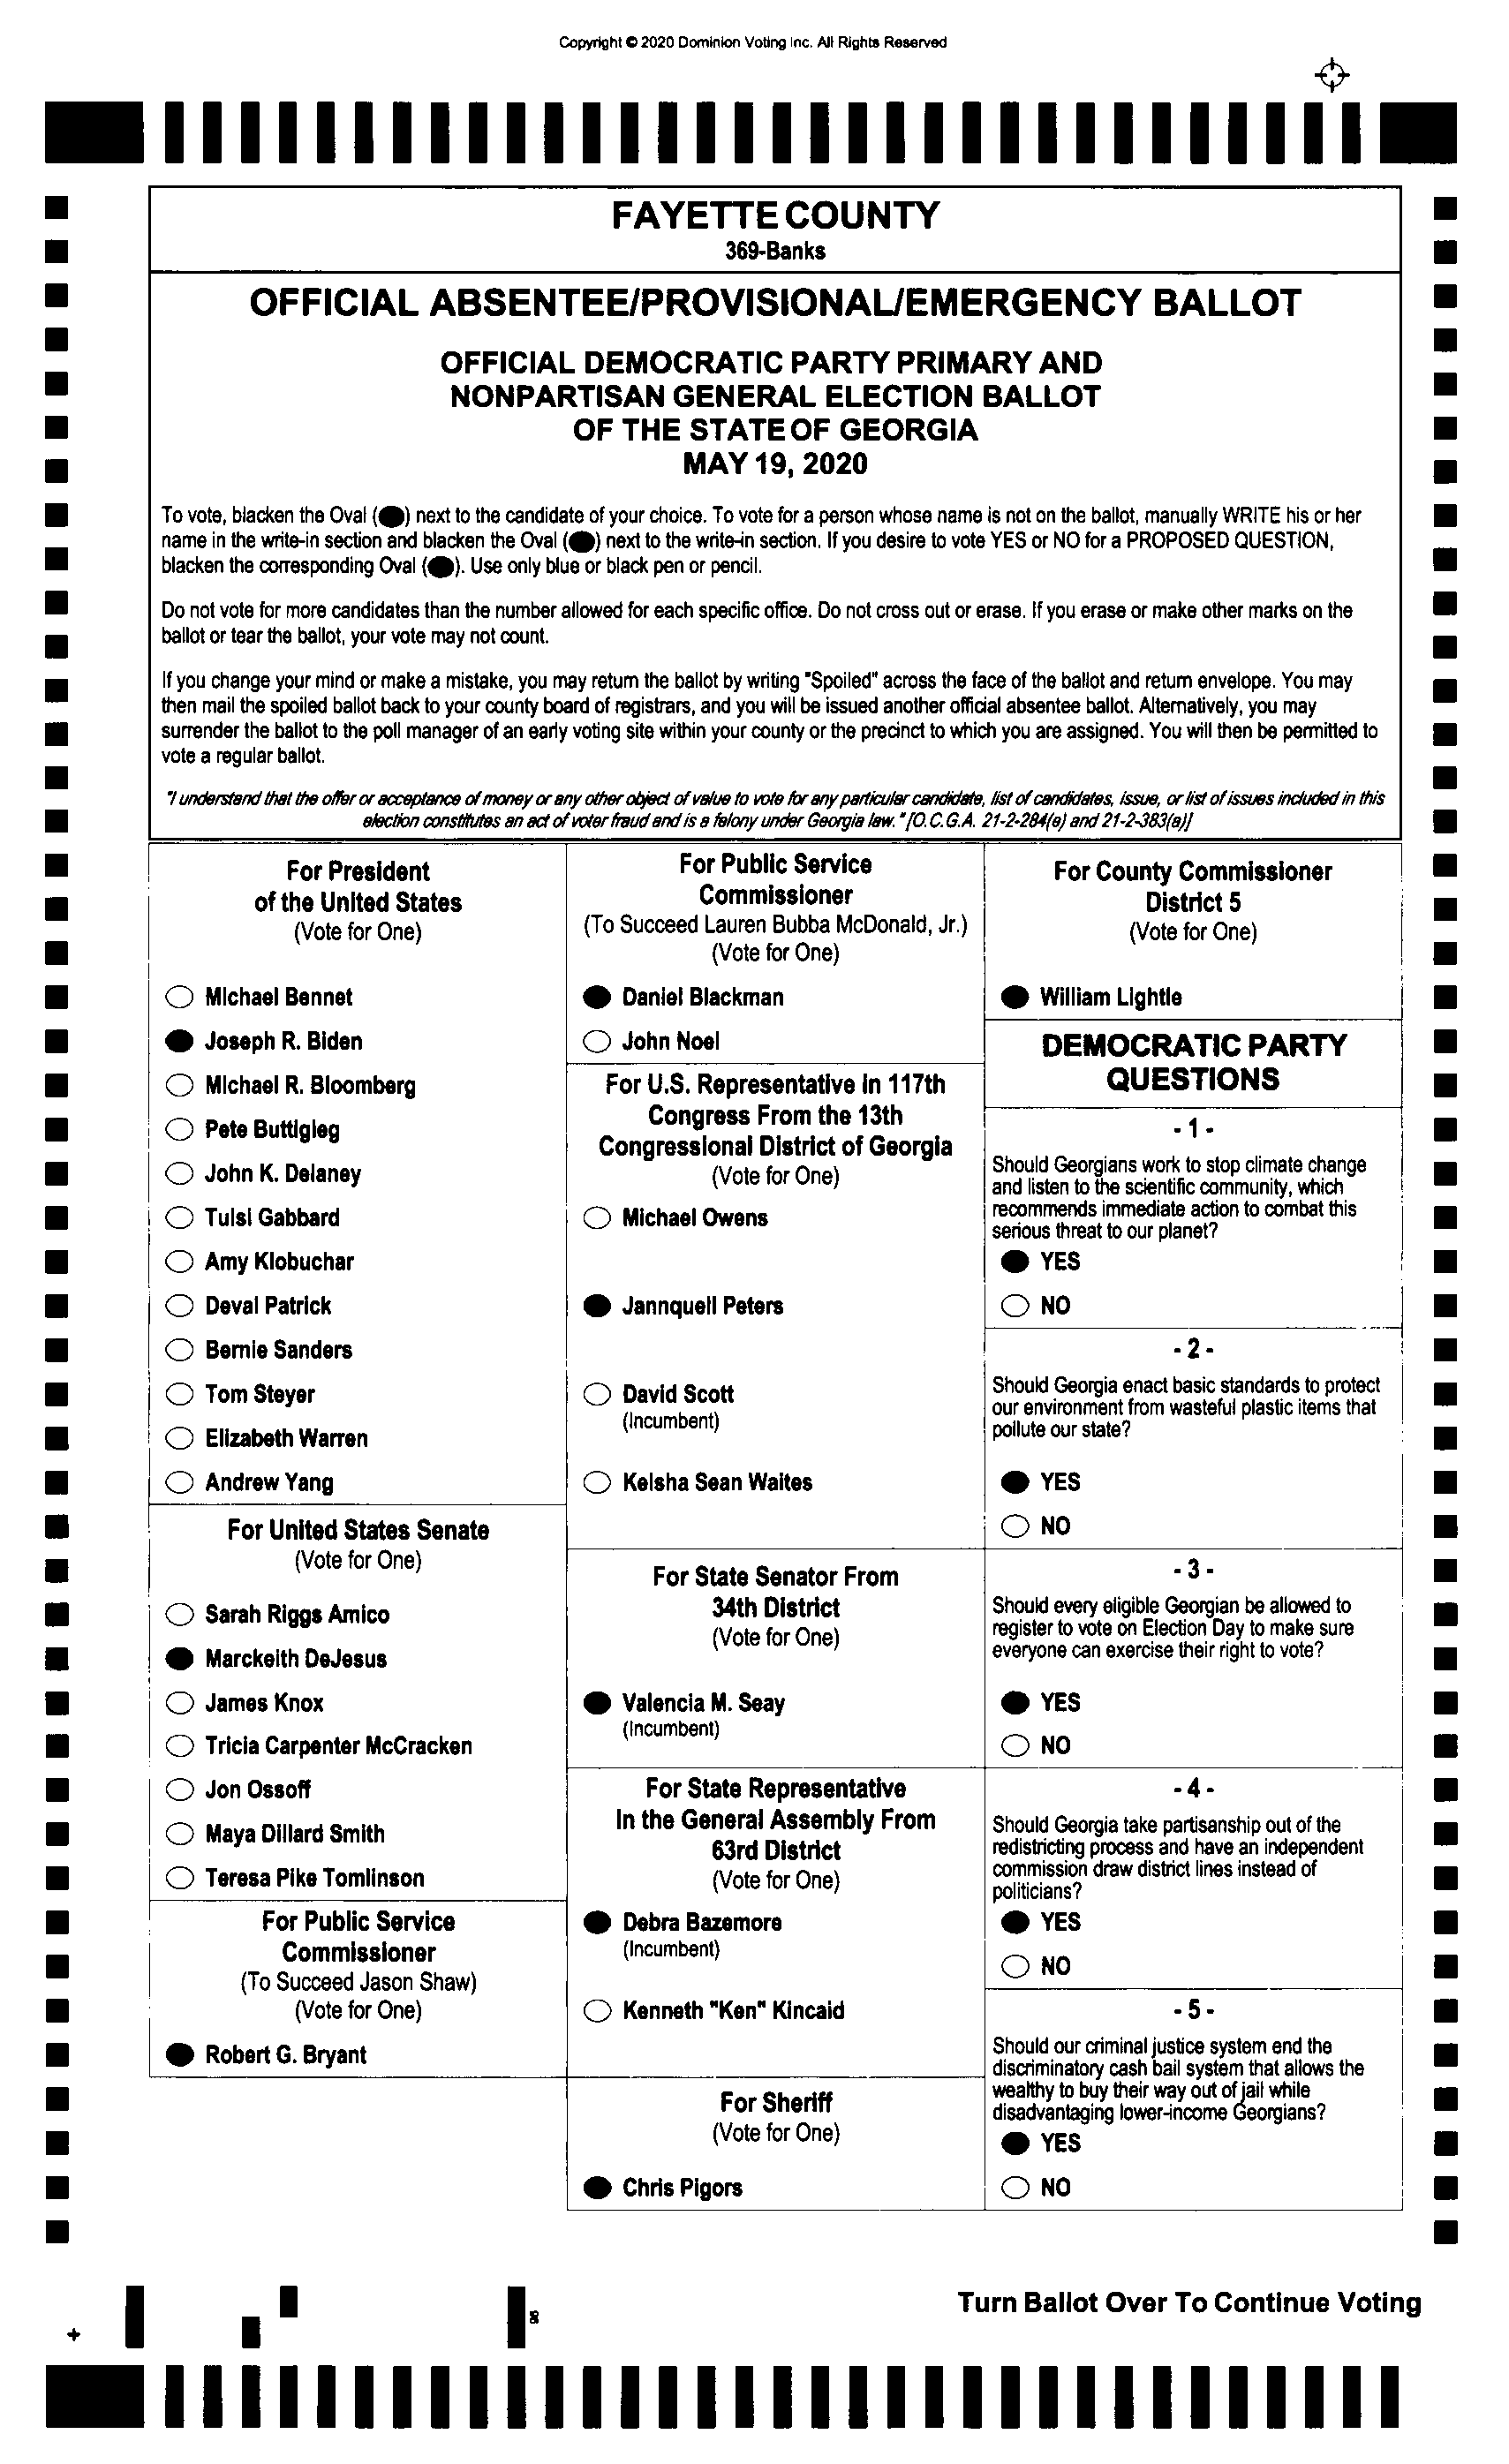 Copyright © 2020 Dominion Voting Inc. All Rights Reserved
FAYETTE COUNTY
369-Banks
OFFICIAL ABSENTEE/PROVISIONAL/EMERGENCY BALLOT
OFFICIAL DEMOCRATIC PARTY PRIMARY AND
NONPARTISAN GENERAL ELECTION BALLOT
OF THE STATE OF GEORGIA
MAY 19, 2020
To vote, blacken the Oval ( ) next to the candidate of your choice. To vote for a person whose name is not on the ballot, manually WRITE his or her
name in the write-in section and blacken the Oval ( ) next to the write-in section. If you desire to vote YES or NO for a PROPOSED QUESTION,
blacken the corresponding Oval ( ). Use only blue or black pen or pencil.
Do not vote for more candidates than the number allowed for each specific office. Do not cross out or erase. If you erase or make other marks on the
ballot or tear the ballot, your vote may not count.
If you change your mind or make a mistake, you may return the ballot by writing "Spoiled" across the face of the ballot and return envelope. You may
then mail the spoiled ballot back to your county board of registrars, and you will be issued another official absentee ballot. Alternatively, you may
surrender the ballot to the poll manager of an early voting site within your county or the precinct to which you are assigned. You will then be permitted to
vote a regular ballot.
"I understand that the offer or acceptance of money or any other object of value to vote for any particular candidate, list of candidates, issue, or list of issues included in this
election constitutes an act of voter fraud and is a felony under Georgia law." [O.C.G.A. 21-2-284(e) and 21-2-383(a)]
For President
of the United States
(Vote for One)
Michael Bennet
Joseph R. Biden
Michael R. Bloomberg
Pete Buttigieg
John K. Delaney
Tulsi Gabbard
Amy Klobuchar
Deval Patrick
Bernie Sanders
Tom Steyer
Elizabeth Warren
Andrew Yang
For United States Senate
(Vote for One)
Sarah Riggs Amico
Marckeith DeJesus
James Knox
Tricia Carpenter McCracken
Jon Ossoff
Maya Dillard Smith
Teresa Pike Tomlinson
For Public Service
Commissioner
(To Succeed Jason Shaw)
(Vote for One)
Robert G. Bryant
For Public Service
Commissioner
(To Succeed Lauren Bubba McDonald, Jr.)
(Vote for One)
Daniel Blackman
John Noel
For U.S. Representative in 117th
Congress From the 13th
Congressional District of Georgia
(Vote for One)
Michael Owens
Jannquell Peters
David Scott
(Incumbent)
Keisha Sean Waites
For State Senator From
34th District
(Vote for One)
Valencia M. Seay
(Incumbent)
For State Representative
In the General Assembly From
63rd District
(Vote for One)
Debra Bazemore
(Incumbent)
Kenneth "Ken" Kincaid
For Sheriff
(Vote for One)
Chris Pigors
For County Commissioner
District 5
(Vote for One)
William Lightle
DEMOCRATIC PARTY
QUESTIONS
- 1 -
Should Georgians work to stop climate change
and listen to the scientific community, which
recommends immediate action to combat this
serious threat to our planet?
YES
NO
- 2 -
Should Georgia enact basic standards to protect
our environment from wasteful plastic items that
pollute our state?
YES
NO
- 3 -
Should every eligible Georgian be allowed to
register to vote on Election Day to make sure
everyone can exercise their right to vote?
YES
NO
- 4 -
Should Georgia take partisanship out of the
redistricting process and have an independent
commission draw district lines instead of
politicians?
YES
NO
- 5 -
Should our criminal justice system end the
discriminatory cash bail system that allows the
wealthy to buy their way out of jail while
disadvantaging lower-income Georgians?
YES
NO
Turn Ballot Over To Continue Voting